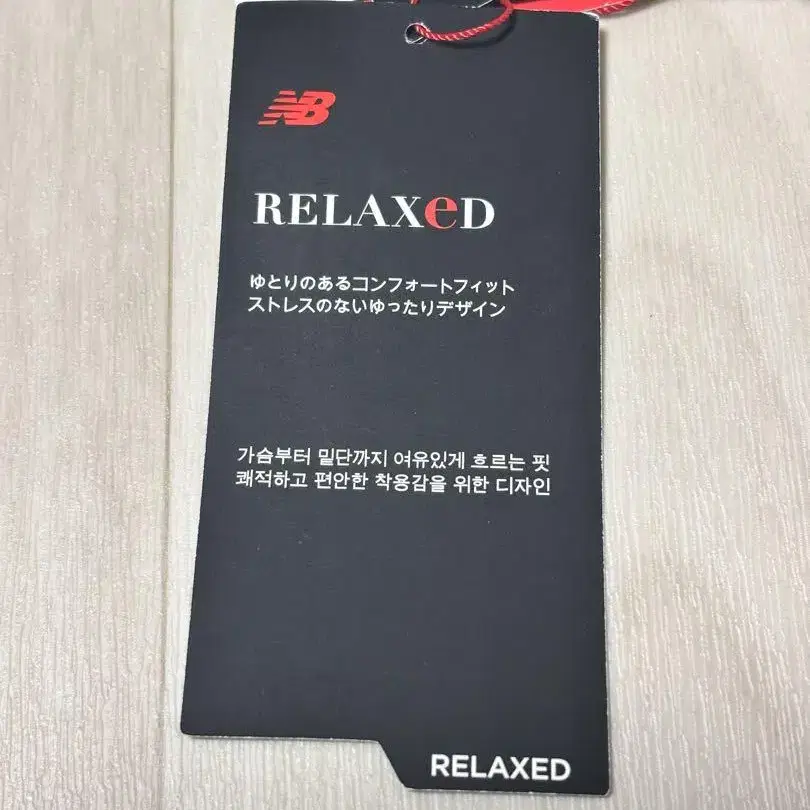 NB
RELAXeD
ゆとりのあるコンフォートフィット
ストレスのないゆったりデザイン
가슴부터 밑단까지 여유있게 흐르는 핏
쾌적하고 편안한 착용감을 위한 디자인
RELAXED